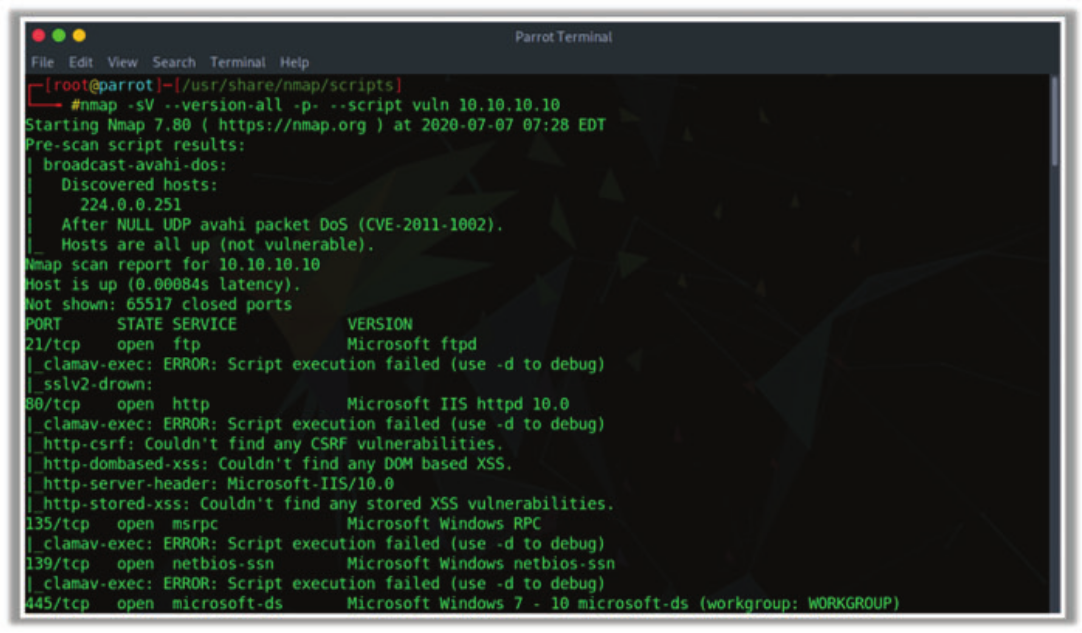 Parrot Terminal
File Edit View Search Terminal Help
┌─[root@parrot]─[/usr/share/nmap/scripts]
└──╼ #nmap -sV --version-all -p- --script vuln 10.10.10.10
Starting Nmap 7.80 ( https://nmap.org ) at 2020-07-07 07:28 EDT
Pre-scan script results:
| broadcast-avahi-dos:
|   Discovered hosts:
|     224.0.0.251
|   After NULL UDP avahi packet DoS (CVE-2011-1002).
|_  Hosts are all up (not vulnerable).
Nmap scan report for 10.10.10.10
Host is up (0.00084s latency).
Not shown: 65517 closed ports
PORT      STATE SERVICE            VERSION
21/tcp    open  ftp                Microsoft ftpd
|_clamav-exec: ERROR: Script execution failed (use -d to debug)
|_sslv2-drown:
80/tcp    open  http               Microsoft IIS httpd 10.0
|_clamav-exec: ERROR: Script execution failed (use -d to debug)
|_http-csrf: Couldn't find any CSRF vulnerabilities.
|_http-dombased-xss: Couldn't find any DOM based XSS.
|_http-server-header: Microsoft-IIS/10.0
|_http-stored-xss: Couldn't find any stored XSS vulnerabilities.
135/tcp   open  msrpc              Microsoft Windows RPC
|_clamav-exec: ERROR: Script execution failed (use -d to debug)
139/tcp   open  netbios-ssn        Microsoft Windows netbios-ssn
|_clamav-exec: ERROR: Script execution failed (use -d to debug)
445/tcp   open  microsoft-ds       Microsoft Windows 7 - 10 microsoft-ds (workgroup: WORKGROUP)